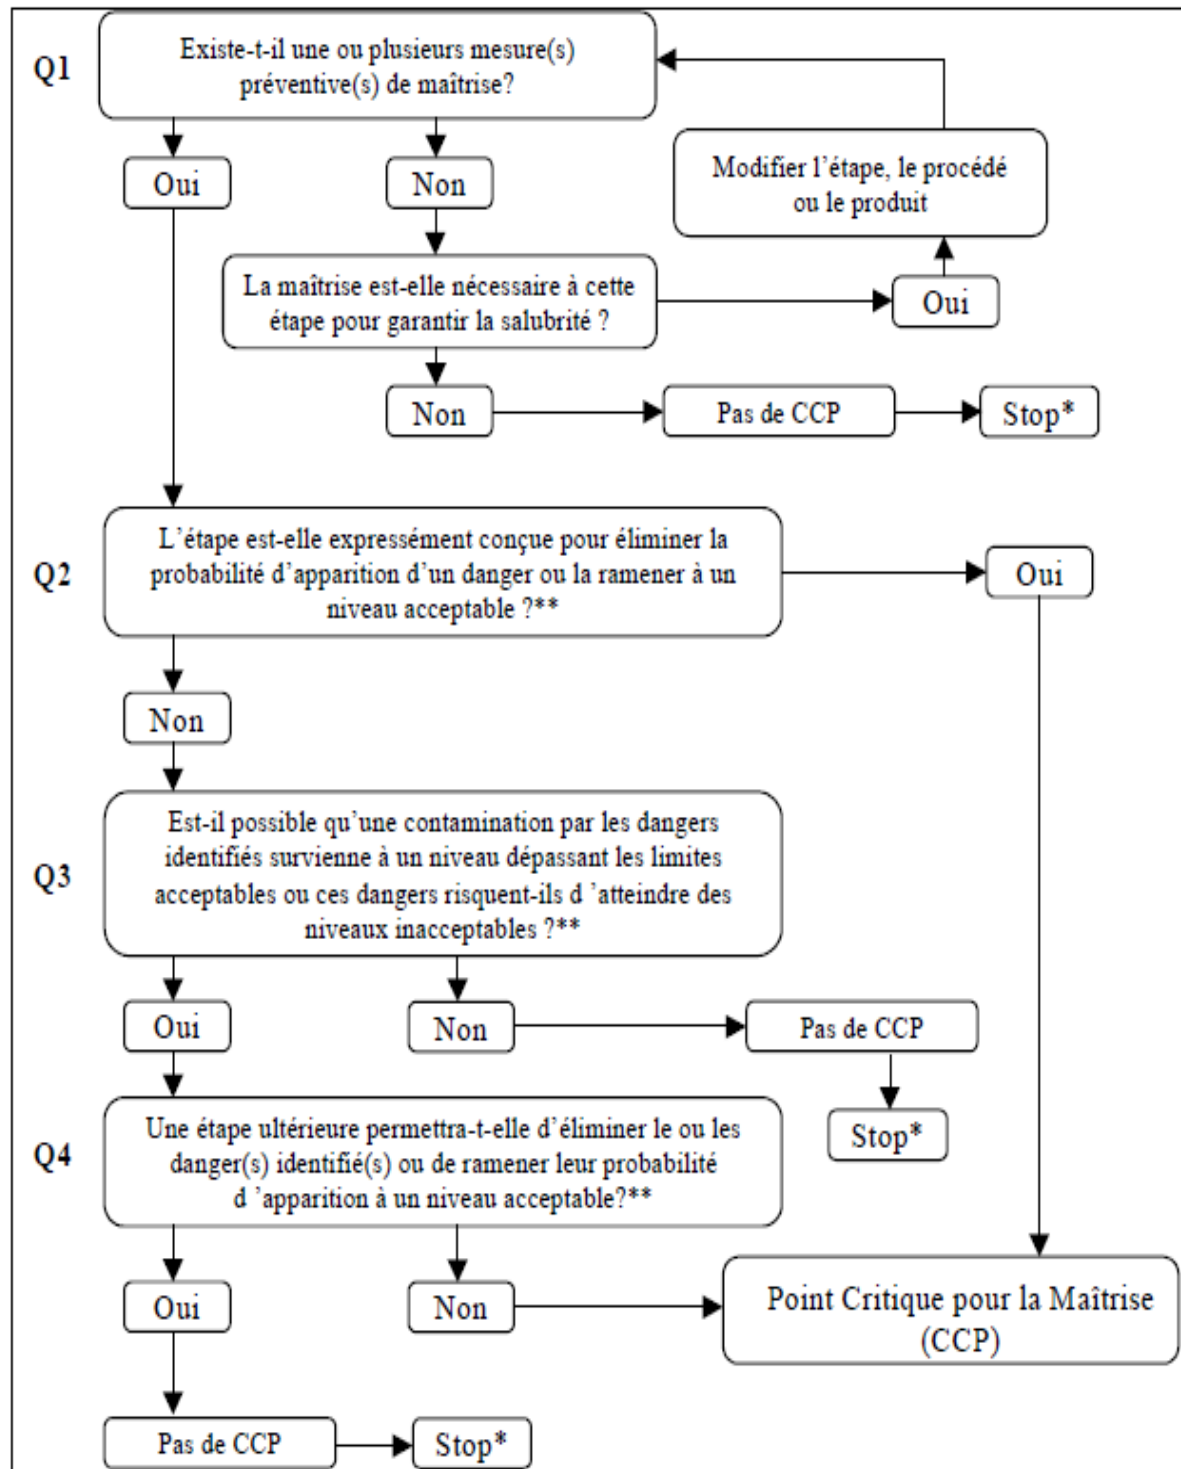 Q1
Existe-t-il une ou plusieurs mesure(s)
préventive(s) de maîtrise?
Oui
Non
Modifier l'étape, le procédé
ou le produit
La maîtrise est-elle nécessaire à cette
étape pour garantir la salubrité ?
Oui
Non
Pas de CCP
Stop*
Q2
L'étape est-elle expressément conçue pour éliminer la
probabilité d'apparition d'un danger ou la ramener à un
niveau acceptable ?**
Oui
Non
Q3
Est-il possible qu'une contamination par les dangers
identifiés survienne à un niveau dépassant les limites
acceptables ou ces dangers risquent-ils d 'atteindre des
niveaux inacceptables ?**
Oui
Non
Pas de CCP
Stop*
Q4
Une étape ultérieure permettra-t-elle d'éliminer le ou les
danger(s) identifié(s) ou de ramener leur probabilité
d 'apparition à un niveau acceptable?**
Oui
Non
Point Critique pour la Maîtrise
(CCP)
Pas de CCP
Stop*